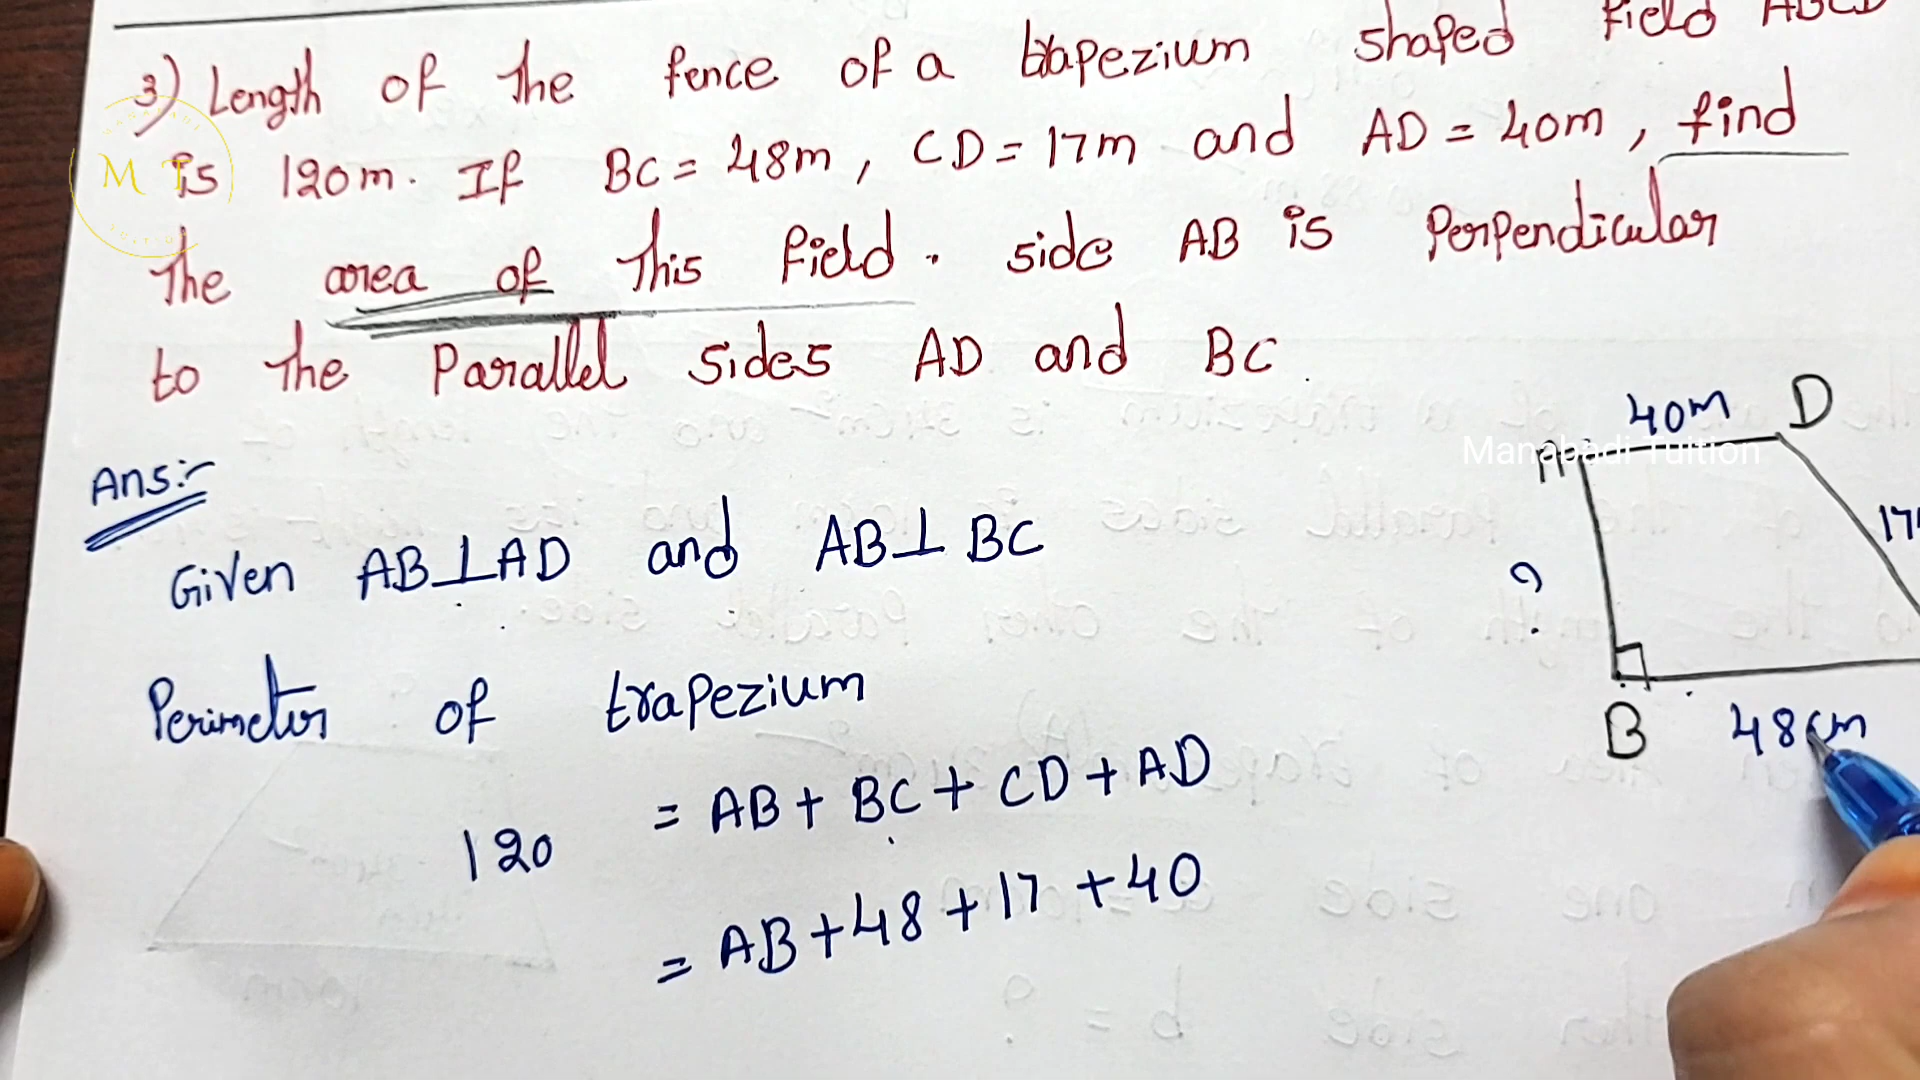 3) Length of the fence of a trapezium shaped field ABCD
is 120m. If BC = 48m, CD = 17m and AD = 40m, find
the area of this field. side AB is Perpendicular
to the Parallel sides AD and BC
Ans:-
Given AB⊥AD and AB⊥BC
Perimeter of trapezium
= AB + BC + CD + AD
120
= AB + 48 + 17 + 40
40m D
A
17
?
B 48cm
M T
Manabadi Tuition